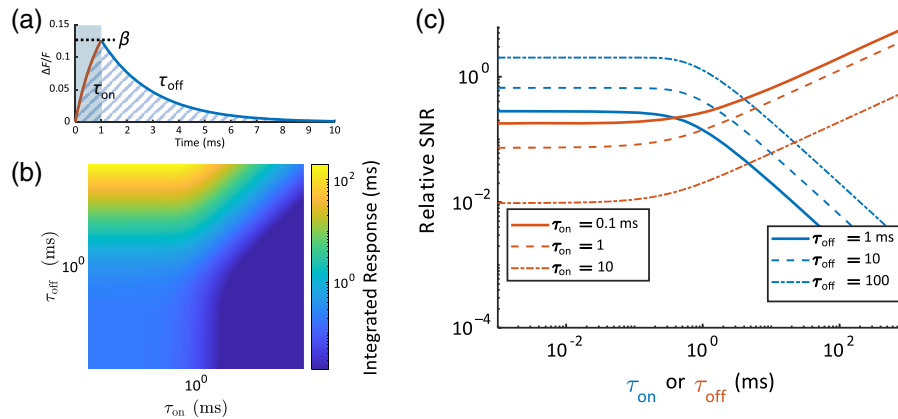 (a)
0.15
0.10
0.05
0
ΔF/F
β
τon
τoff
0 1 2 3 4 5 6 7 8 9 10
Time (ms)
(b)
τoff (ms)
10^0
10^0
τon (ms)
10^2
10^0
Integrated Response (ms)
(c)
Relative SNR
10^0
10^-2
10^-4
τon = 0.1 ms
τon = 1
τon = 10
τoff = 1 ms
τoff = 10
τoff = 100
10^-2 10^0 10^2
τon or τoff (ms)